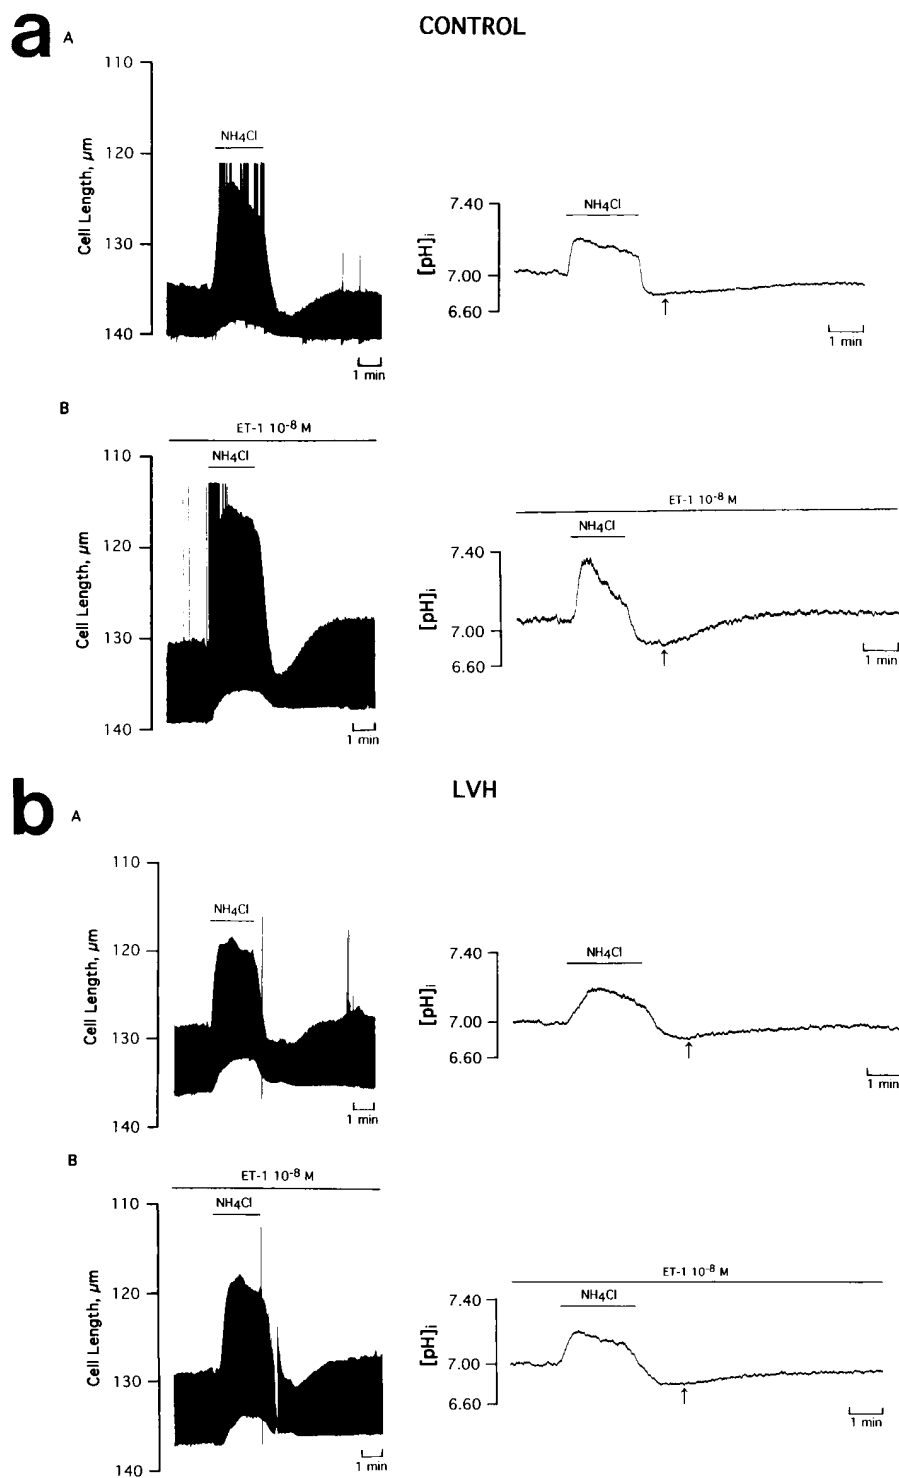 a
A
CONTROL
110
120
130
140
Cell Length, µm
NH4Cl
1 min
7.40
7.00
6.60
[pH]i
NH4Cl
1 min
B
ET-1 10-8 M
NH4Cl
110
120
130
140
Cell Length, µm
1 min
ET-1 10-8 M
NH4Cl
7.40
7.00
6.60
[pH]i
1 min
b
A
LVH
110
120
130
140
Cell Length, µm
NH4Cl
1 min
7.40
7.00
6.60
[pH]i
NH4Cl
1 min
B
ET-1 10-8 M
NH4Cl
110
120
130
140
Cell Length, µm
1 min
ET-1 10-8 M
NH4Cl
7.40
7.00
6.60
[pH]i
1 min